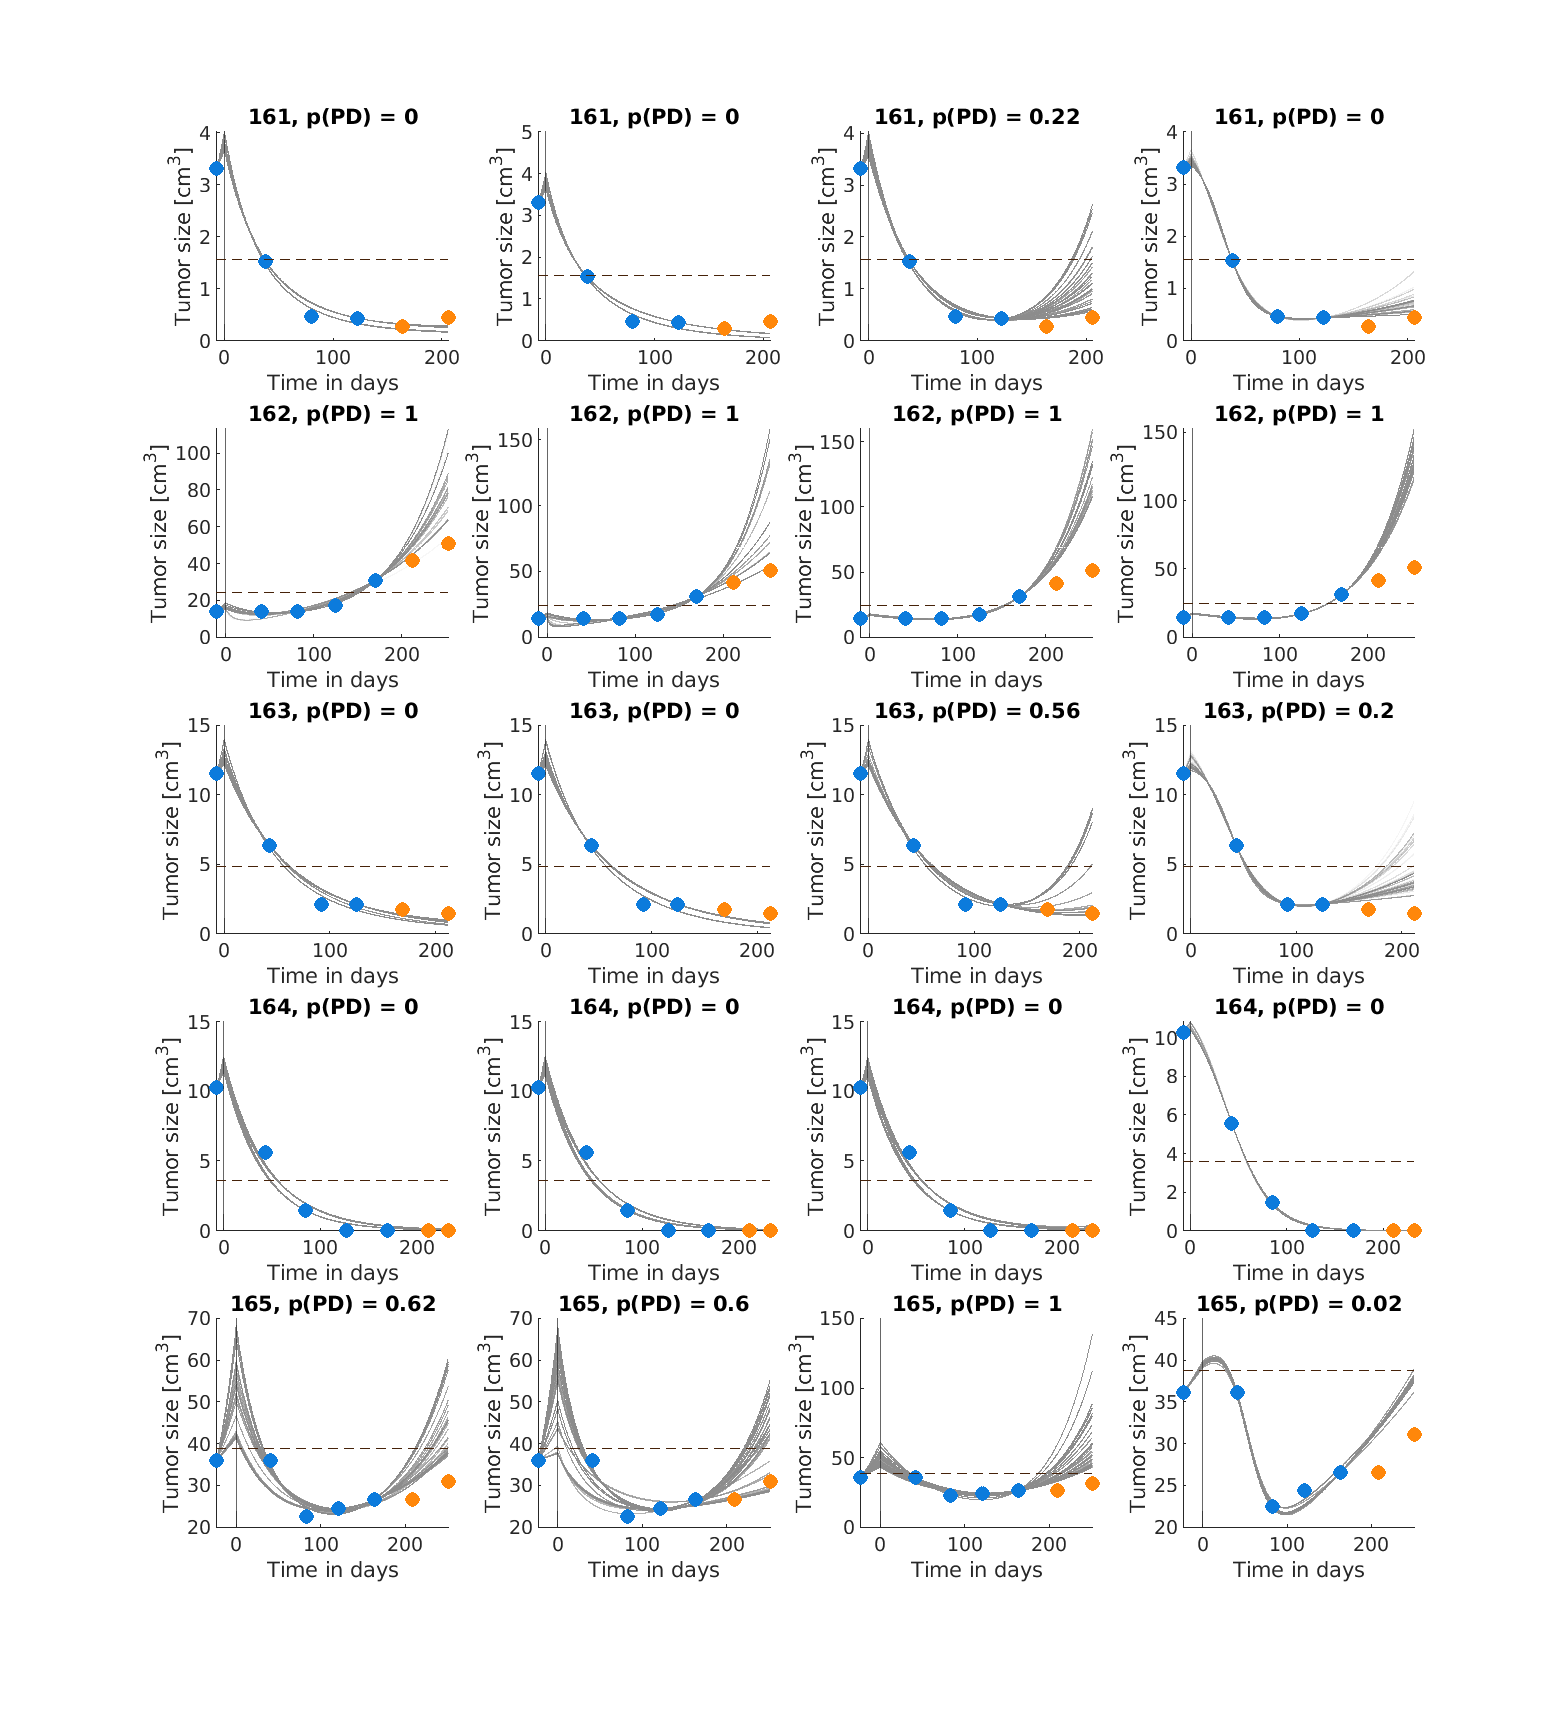 161, p(PD) = 0
161, p(PD) = 0
161, p(PD) = 0.22
161, p(PD) = 0
Tumor size [cm³]
4
3
2
1
0
0 100 200
Time in days
Tumor size [cm³]
5
4
3
2
1
0
0 100 200
Time in days
Tumor size [cm³]
4
3
2
1
0
0 100 200
Time in days
Tumor size [cm³]
4
3
2
1
0
0 100 200
Time in days
162, p(PD) = 1
162, p(PD) = 1
162, p(PD) = 1
162, p(PD) = 1
Tumor size [cm³]
100
80
60
40
20
0
0 100 200
Time in days
Tumor size [cm³]
150
100
50
0
0 100 200
Time in days
Tumor size [cm³]
150
100
50
0
0 100 200
Time in days
Tumor size [cm³]
150
100
50
0
0 100 200
Time in days
163, p(PD) = 0
163, p(PD) = 0
163, p(PD) = 0.56
163, p(PD) = 0.2
Tumor size [cm³]
15
10
5
0
0 100 200
Time in days
Tumor size [cm³]
15
10
5
0
0 100 200
Time in days
Tumor size [cm³]
15
10
5
0
0 100 200
Time in days
Tumor size [cm³]
15
10
5
0
0 100 200
Time in days
164, p(PD) = 0
164, p(PD) = 0
164, p(PD) = 0
164, p(PD) = 0
Tumor size [cm³]
15
10
5
0
0 100 200
Time in days
Tumor size [cm³]
15
10
5
0
0 100 200
Time in days
Tumor size [cm³]
15
10
5
0
0 100 200
Time in days
Tumor size [cm³]
10
8
6
4
2
0
0 100 200
Time in days
165, p(PD) = 0.62
165, p(PD) = 0.6
165, p(PD) = 1
165, p(PD) = 0.02
Tumor size [cm³]
70
60
50
40
30
20
0 100 200
Time in days
Tumor size [cm³]
70
60
50
40
30
20
0 100 200
Time in days
Tumor size [cm³]
150
100
50
0
0 100 200
Time in days
Tumor size [cm³]
45
40
35
30
25
20
0 100 200
Time in days